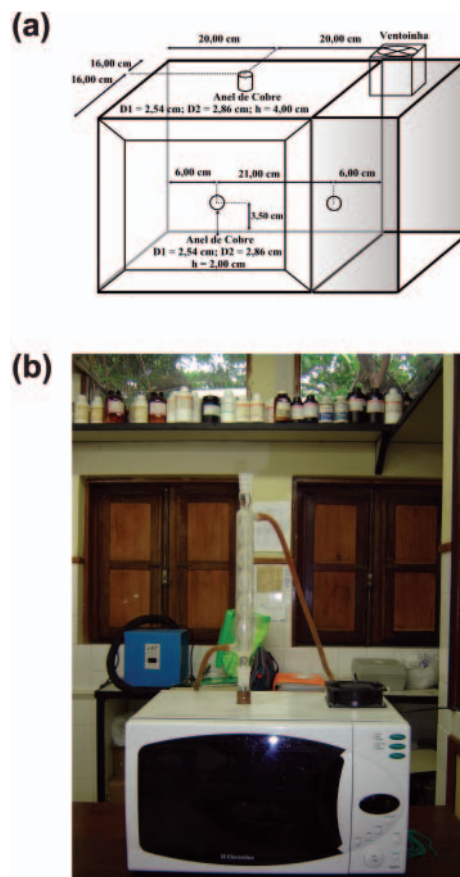 (a)
20,00 cm
20,00 cm
Ventoinha
16,00 cm
16,00 cm
Anel de Cobre
D1 = 2,54 cm; D2 = 2,86 cm; h = 4,00 cm
6,00 cm
21,00 cm
6,00 cm
3,50 cm
Anel de Cobre
D1 = 2,54 cm; D2 = 2,86 cm
h = 2,00 cm
(b)
Electrolux